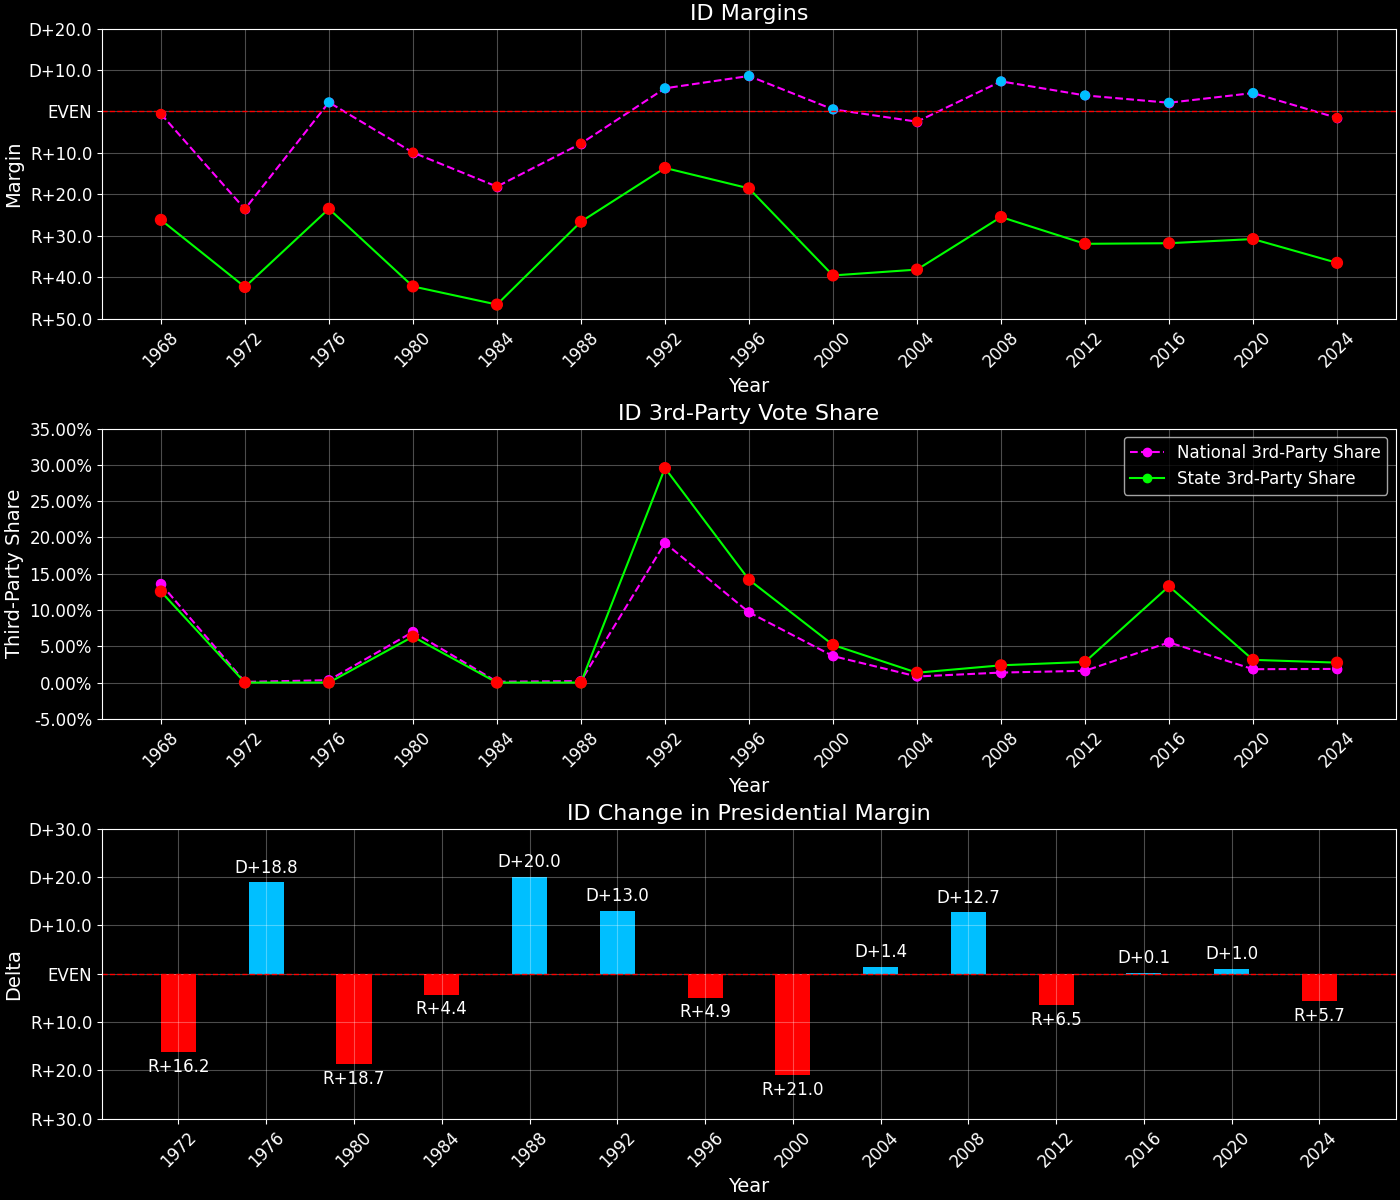 ID Margins
D+20.0
D+10.0
EVEN
R+10.0
R+20.0
R+30.0
R+40.0
R+50.0
Margin
1968 1972 1976 1980 1984 1988 1992 1996 2000 2004 2008 2012 2016 2020 2024
Year
ID 3rd-Party Vote Share
35.00%
30.00%
25.00%
20.00%
15.00%
10.00%
5.00%
0.00%
-5.00%
Third-Party Share
National 3rd-Party Share
State 3rd-Party Share
1968 1972 1976 1980 1984 1988 1992 1996 2000 2004 2008 2012 2016 2020 2024
Year
ID Change in Presidential Margin
D+30.0
D+20.0
D+10.0
EVEN
R+10.0
R+20.0
R+30.0
Delta
R+16.2
D+18.8
R+18.7
R+4.4
D+20.0
D+13.0
R+4.9
R+21.0
D+1.4
D+12.7
R+6.5
D+0.1
D+1.0
R+5.7
1972 1976 1980 1984 1988 1992 1996 2000 2004 2008 2012 2016 2020 2024
Year